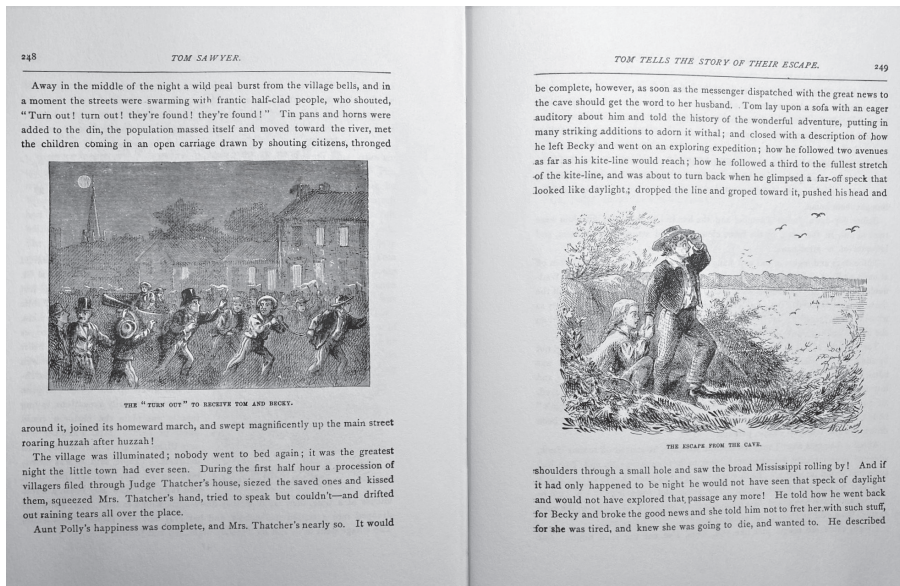 248
TOM SAWYER.
Away in the middle of the night a wild peal burst from the village bells, and in
a moment the streets were swarming with frantic half-clad people, who shouted,
"Turn out! turn out! they're found! they're found!" Tin pans and horns were
added to the din, the population massed itself and moved toward the river, met
the children coming in an open carriage drawn by shouting citizens, thronged
THE "TURN OUT" TO RECEIVE TOM AND BECKY.
around it, joined its homeward march, and swept magnificently up the main street
roaring huzzah after huzzah!
The village was illuminated; nobody went to bed again; it was the greatest
night the little town had ever seen. During the first half hour a procession of
villagers filed through Judge Thatcher's house, siezed the saved ones and kissed
them, squeezed Mrs. Thatcher's hand, tried to speak but couldn't—and drifted
out raining tears all over the place.
Aunt Polly's happiness was complete, and Mrs. Thatcher's nearly so. It would
TOM TELLS THE STORY OF THEIR ESCAPE.
249
be complete, however, as soon as the messenger dispatched with the great news to
the cave should get the word to her husband. Tom lay upon a sofa with an eager
auditory about him and told the history of the wonderful adventure, putting in
many striking additions to adorn it withal; and closed with a description of how
he left Becky and went on an exploring expedition; how he followed two avenues
as far as his kite-line would reach; how he followed a third to the fullest stretch
of the kite-line, and was about to turn back when he glimpsed a far-off speck that
looked like daylight; dropped the line and groped toward it, pushed his head and
THE ESCAPE FROM THE CAVE.
shoulders through a small hole and saw the broad Mississippi rolling by! And if
it had only happened to be night he would not have seen that speck of daylight
and would not have explored that passage any more! He told how he went back
for Becky and broke the good news and she told him not to fret her with such stuff,
for she was tired, and knew she was going to die, and wanted to. He described